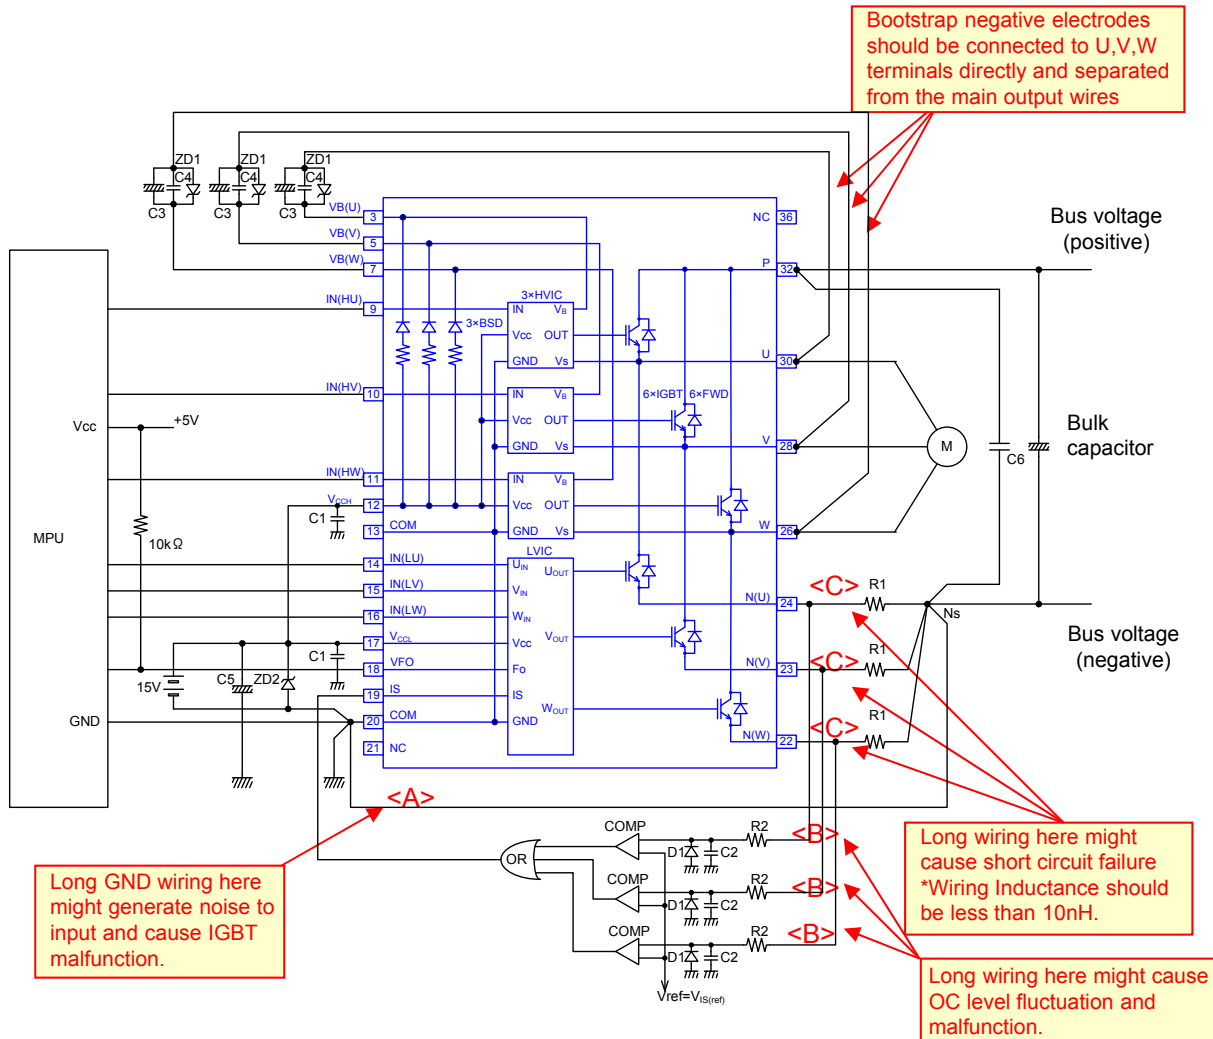 Bootstrap negative electrodes
should be connected to U,V,W
terminals directly and separated
from the main output wires
ZD1
ZD1
ZD1
C4
C4
C4
C3
C3
C3
VB(U)
3
VB(V)
5
VB(W)
7
NC
36
P
32
Bus voltage
(positive)
IN(HU)
9
3×BSD
3×HVIC
IN
VB
Vcc
OUT
GND
Vs
U
30
IN(HV)
10
IN
VB
Vcc
OUT
GND
Vs
6×IGBT
6×FWD
V
28
M
C6
Bulk
capacitor
Vcc
+5V
IN(HW)
11
VCCH
12
C1
13
COM
IN
VB
Vcc
OUT
GND
Vs
W
26
MPU
10kΩ
LVIC
14
IN(LU)
UIN
UOUT
15
IN(LV)
VIN
16
IN(LW)
WIN
17
VCCL
Vcc
VOUT
18
VFO
Fo
19
IS
IS
20
COM
GND
WOUT
21
NC
N(U)
24
<C>
R1
Ns
N(V)
23
<C>
R1
N(W)
22
<C>
R1
Bus voltage
(negative)
15V
C5
ZD2
C1
GND
<A>
Long GND wiring here
might generate noise to
input and cause IGBT
malfunction.
OR
COMP
D1
C2
R2
<B>
COMP
D1
C2
R2
<B>
COMP
D1
C2
R2
<B>
Vref=VIS(ref)
Long wiring here might
cause short circuit failure
*Wiring Inductance should
be less than 10nH.
Long wiring here might cause
OC level fluctuation and
malfunction.